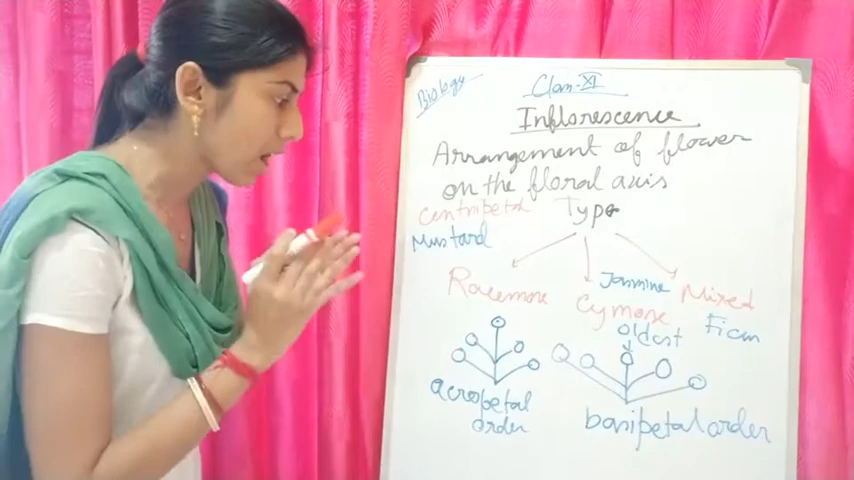 Biology
Class-XI
Inflorescence
Arrangement of flower
on the floral axis
Centripetal Type
Mustard
Racemose Cymose Mixed
Jasmine
Ficus
oldest
acropetal
order
basipetal order